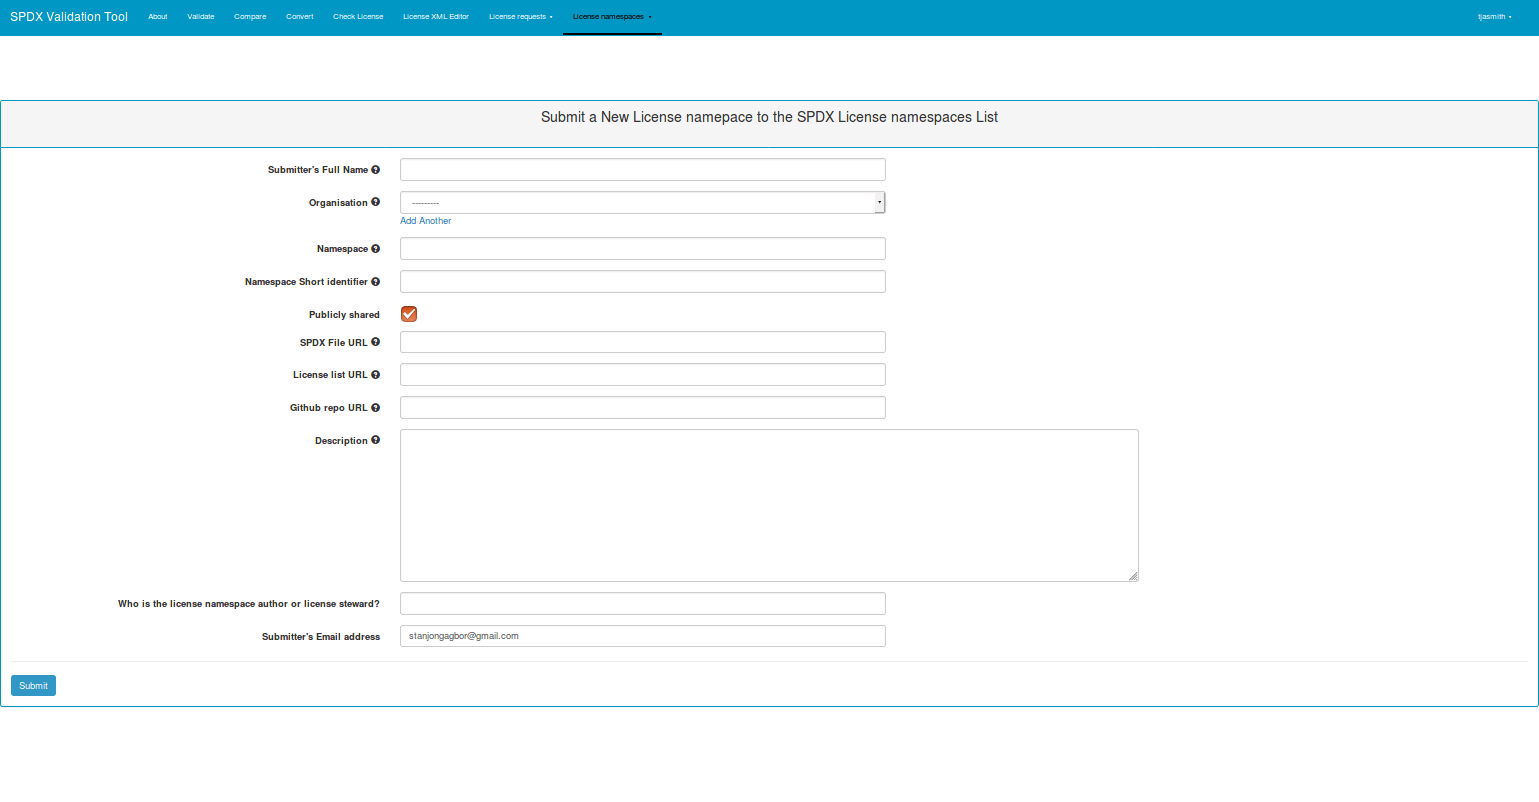 SPDX Validation Tool About Validate Compare Convert Check License License XML Editor License requests License namespaces tjasmith
Submit a New License namepace to the SPDX License namespaces List
Submitter's Full Name
Organisation ---------
Add Another
Namespace
Namespace Short identifier
Publicly shared
SPDX File URL
License list URL
Github repo URL
Description
Who is the license namespace author or license steward?
Submitter's Email address stanjongagbor@gmail.com
Submit